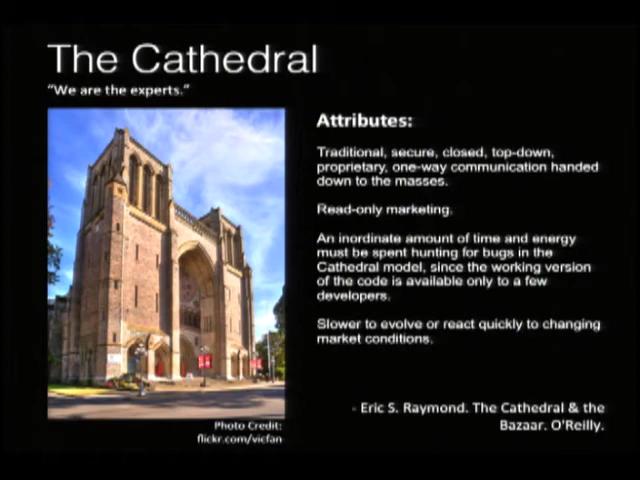 The Cathedral
"We are the experts."
Attributes:
Traditional, secure, closed, top-down,
proprietary, one-way communication handed
down to the masses.
Read-only marketing.
An inordinate amount of time and energy
must be spent hunting for bugs in the
Cathedral model, since the working version
of the code is available only to a few
developers.
Slower to evolve or react quickly to changing
market conditions.
- Eric S. Raymond. The Cathedral & the
Bazaar. O'Reilly.
Photo Credit:
flickr.com/vicfan